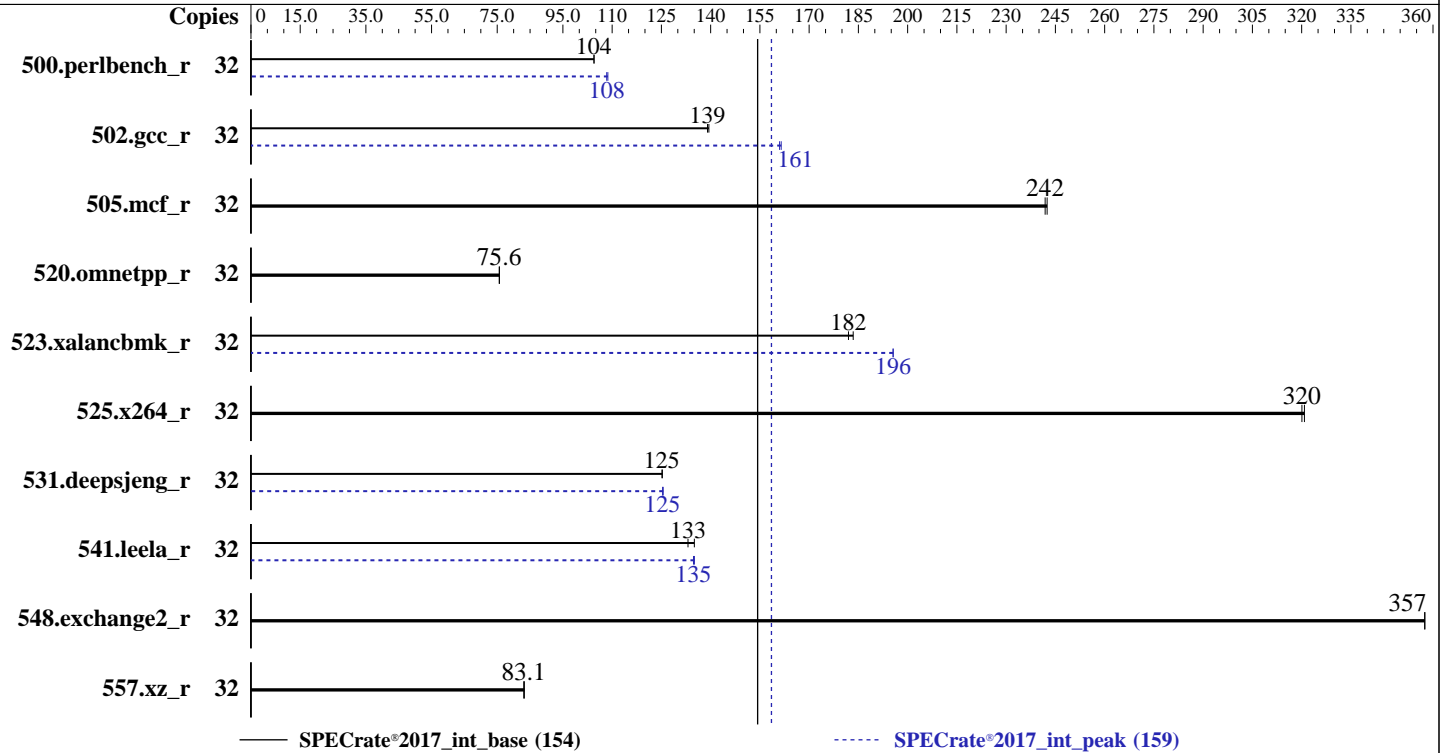 Copies 0 15.0 35.0 55.0 75.0 95.0 110 125 140 155 170 185 200 215 230 245 260 275 290 305 320 335 360
500.perlbench_r 32 104
108
502.gcc_r 32 139
161
505.mcf_r 32 242
520.omnetpp_r 32 75.6
523.xalancbmk_r 32 182
196
525.x264_r 32 320
531.deepsjeng_r 32 125
125
541.leela_r 32 133
135
548.exchange2_r 32 357
557.xz_r 32 83.1
SPECrate®2017_int_base (154) SPECrate®2017_int_peak (159)